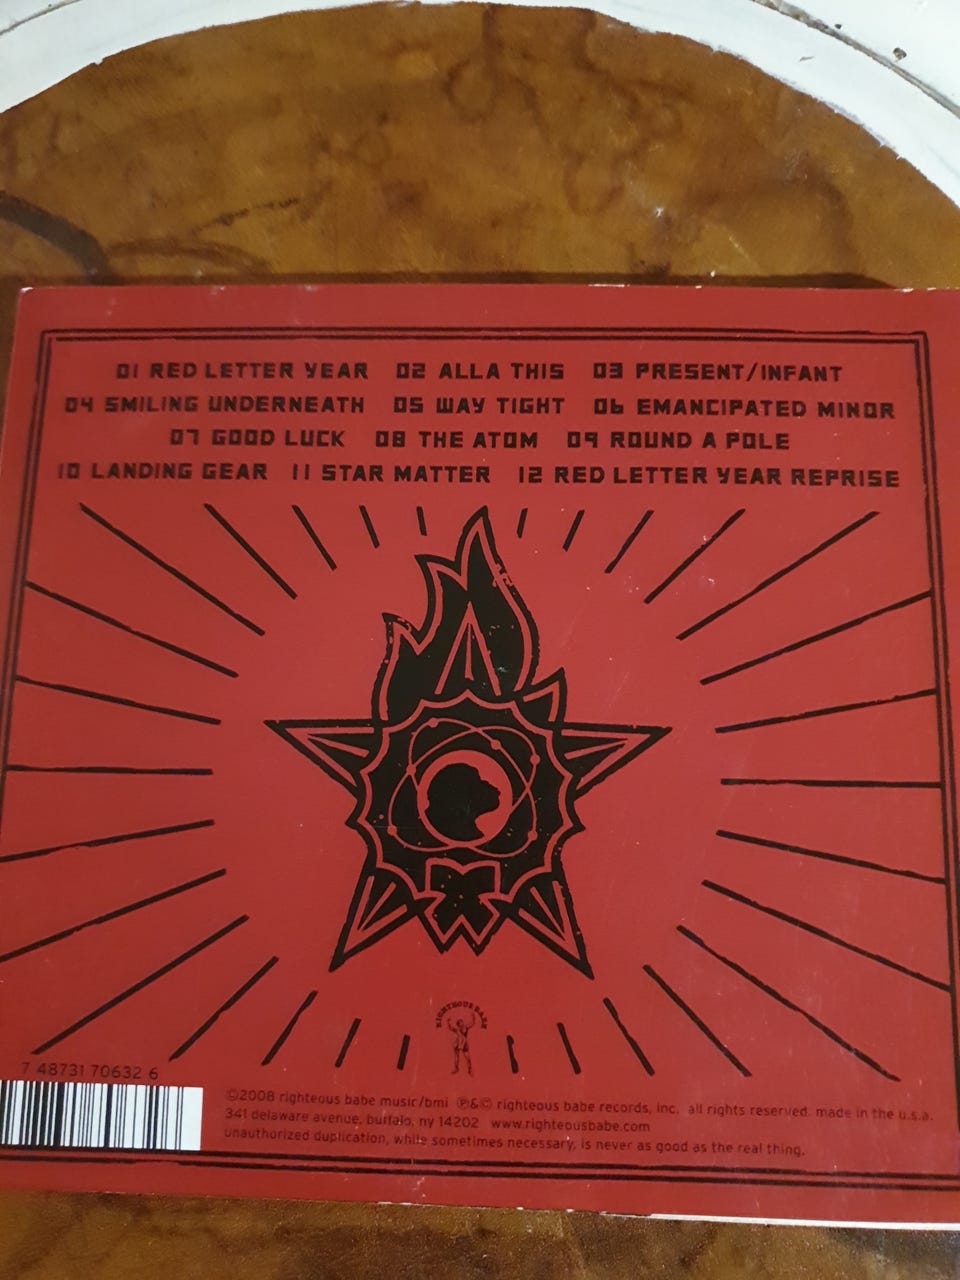 01 RED LETTER YEAR 02 ALLA THIS 03 PRESENT/INFANT
04 SMILING UNDERNEATH 05 WAY TIGHT 06 EMANCIPATED MINOR
07 GOOD LUCK 08 THE ATOM 09 ROUND A POLE
10 LANDING GEAR 11 STAR MATTER 12 RED LETTER YEAR REPRISE
RIGHTEOUS BABE
7 48731 70632 6
©2008 righteous babe music/bmi ℗&© righteous babe records, inc. all rights reserved. made in the u.s.a.
341 delaware avenue, buffalo, ny 14202 www.righteousbabe.com
unauthorized duplication, while sometimes necessary, is never as good as the real thing.